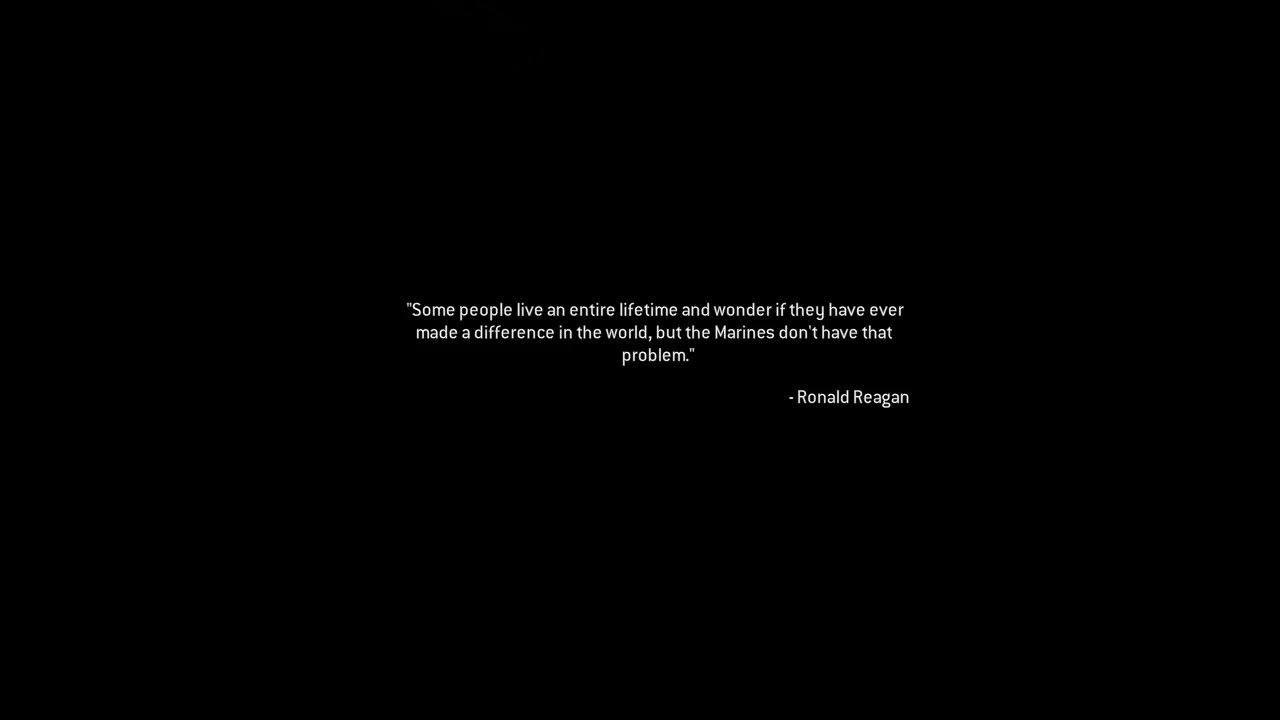 "Some people live an entire lifetime and wonder if they have ever
made a difference in the world, but the Marines don't have that
problem."
- Ronald Reagan